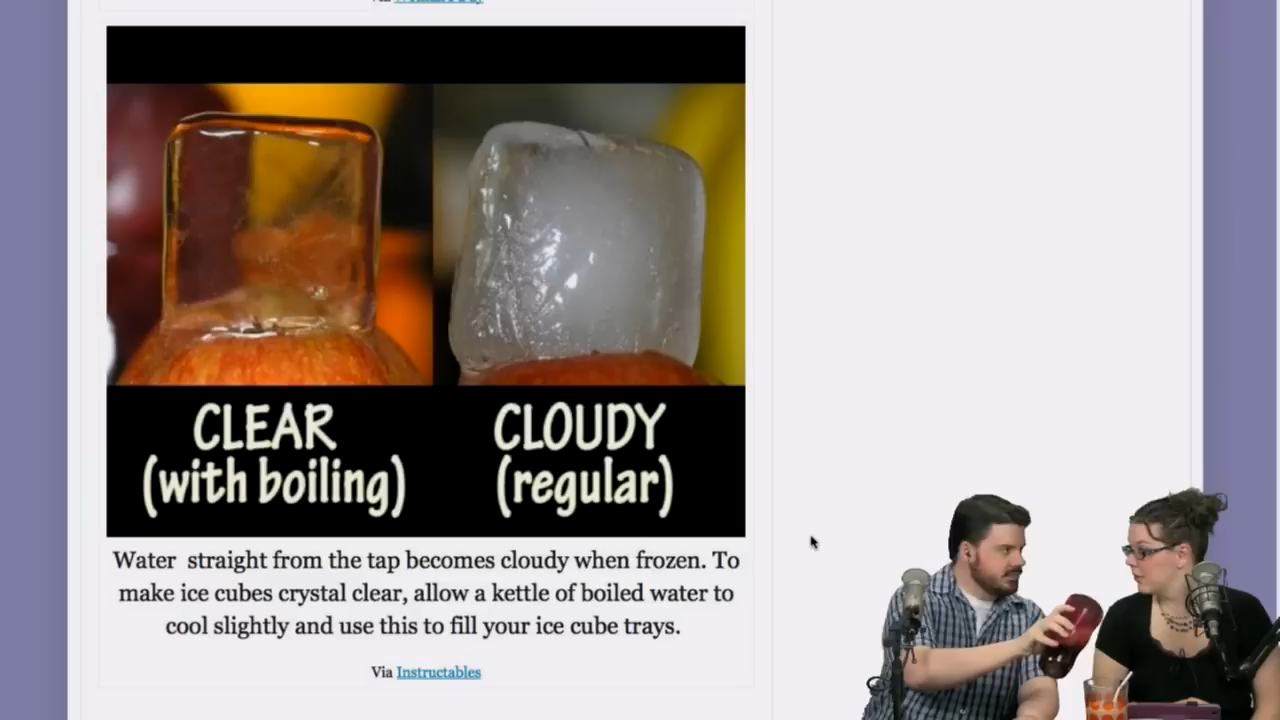 CLEAR
(with boiling)
CLOUDY
(regular)
Water straight from the tap becomes cloudy when frozen. To
make ice cubes crystal clear, allow a kettle of boiled water to
cool slightly and use this to fill your ice cube trays.
Via Instructables